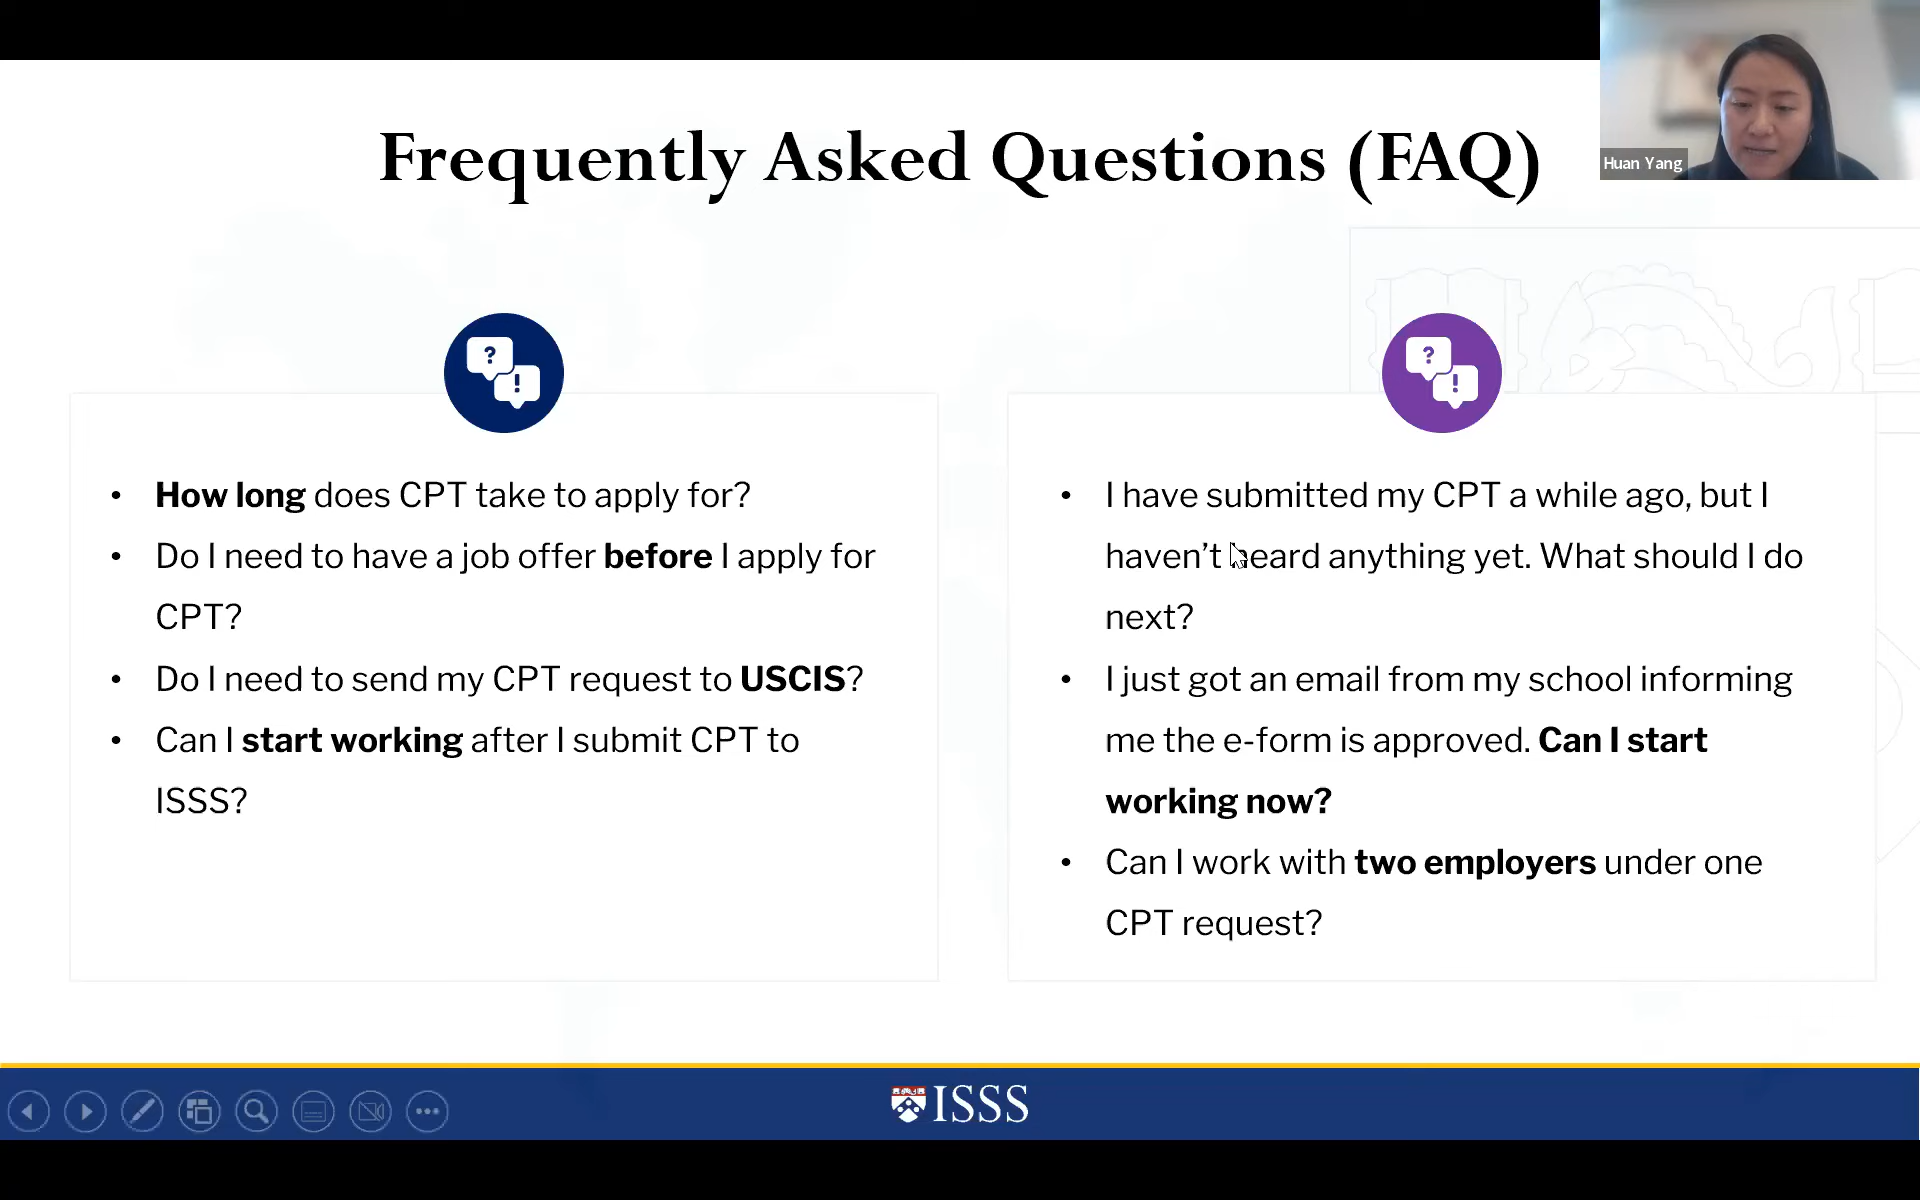 Frequently Asked Questions (FAQ)
Huan Yang
? !
? !
• How long does CPT take to apply for?
• Do I need to have a job offer before I apply for
CPT?
• Do I need to send my CPT request to USCIS?
• Can I start working after I submit CPT to
ISSS?
• I have submitted my CPT a while ago, but I
haven’t heard anything yet. What should I do
next?
• I just got an email from my school informing
me the e-form is approved. Can I start
working now?
• Can I work with two employers under one
CPT request?
ISSS